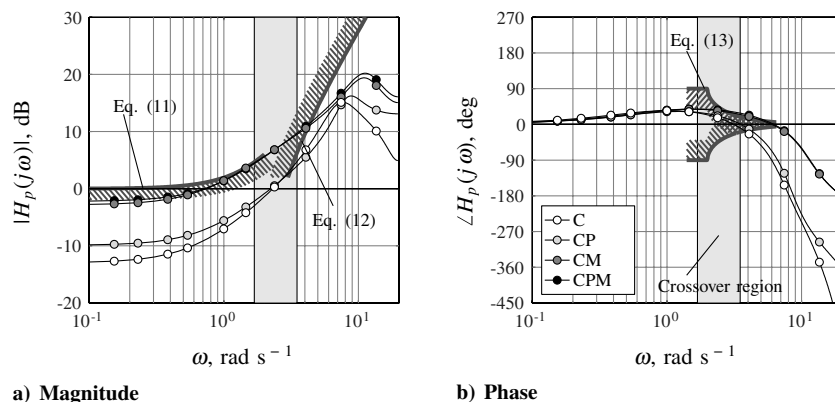 30
20
10
0
-10
-20
|H_p(jω)|, dB
Eq. (11)
Eq. (12)
10^-1
10^0
10^1
ω, rad s^-1
a) Magnitude
270
180
90
0
-90
-180
-270
-360
-450
∠H_p(jω), deg
Eq. (13)
C
CP
CM
CPM
Crossover region
10^-1
10^0
10^1
ω, rad s^-1
b) Phase